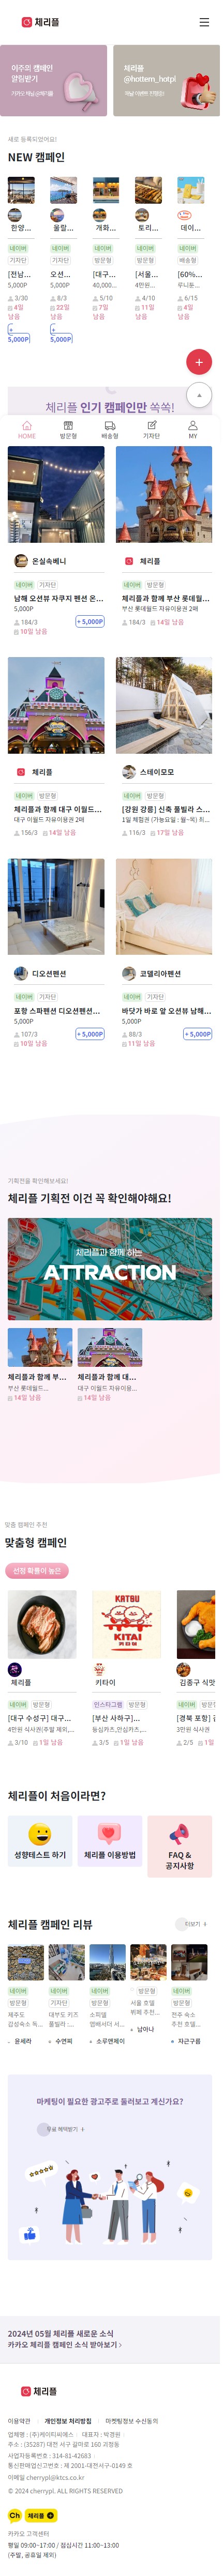 체리플
이주의 캠페인
알림받기
체리플
@hottem_hotpl
새로 등록되었어요!
NEW 캠페인
한양...
울랄...
개화...
토리...
데이...
네이버
네이버
네이버
네이버
네이버
기자단
기자단
방문형
방문형
배송형
[전남...
오션...
[대구...
[서울...
[60%...
5,000P
5,000P
40,000...
4만원...
루니툰...
3/30
8/3
5/10
4/10
6/15
4일 남음
22일 남음
7일 남음
11일 남음
4일 남음
+ 5,000P
+ 5,000P
체리플 인기 캠페인만 쏙쏙!
HOME
방문형
배송형
기자단
MY
온실속베니
체리플
네이버 기자단
네이버 방문형
남해 오션뷰 자쿠지 펜션 온...
체리플과 함께 부산 롯데월...
5,000P
부산 롯데월드 자유이용권 2매
184/3
+ 5,000P
184/3 14일 남음
10일 남음
체리플
스테이모모
네이버 방문형
네이버 방문형
체리플과 함께 대구 이월드...
[강원 강릉] 신축 풀빌라 스...
대구 이월드 자유이용권 2매
1일 체험권 (가능요일 : 월~목) 최...
156/3 14일 남음
116/3 17일 남음
디오션펜션
코델리아펜션
네이버 기자단
네이버 기자단
포항 스파펜션 디오션펜션...
바닷가 바로 앞 오션뷰 남해...
5,000P
5,000P
107/3
+ 5,000P
88/3
+ 5,000P
10일 남음
11일 남음
기획전을 확인해보세요!
체리플 기획전 이건 꼭 확인해야해요!
체리플과 함께 하는
ATTRACTION
체리플과 함께 부...
체리플과 함께 대...
부산 롯데월드...
대구 이월드 자유이용...
14일 남음
14일 남음
맞춤 캠페인 추천
맞춤형 캠페인
선정 확률이 높은
KATSU
KITAI
체리플
키타이
김종구 식맛
네이버 방문형
인스타그램 방문형
네이버
[대구 수성구] 대구...
[부산 사하구]...
[경북 포항] 김
4만원 식사권(주말 제외,...
등심카츠,안심카츠,...
3만원 식사권
3/10 1일 남음
3/5 1일 남음
2/5 1일
체리플이 처음이라면?
성향테스트 하기
체리플 이용방법
FAQ &
공지사항
체리플 캠페인 리뷰
더보기
네이버
네이버
네이버
방문형
네이버
방문형
기자단
방문형
방문형
제주도 감성숙소 독...
대부도 키즈 풀빌라 :...
소피텔 앰배서더 서...
서울 호텔 뷔페 추천...
전주 숙소 추천 호텔...
윤세라
수연찌
소루연제이
남아나
자근구름
마케팅이 필요한 광고주로 둘러보고 계신가요?
무료 혜택받기
2024년 05월 체리플 새로운 소식
카카오 체리플 캠페인 소식 받아보기 >
체리플
이용약관
개인정보 처리방침
마켓팅정보 수신동의
업체명 : (주)케이티씨에스 대표자 : 박경원
주소 : (35287) 대전 서구 갈마로 160 괴정동
사업자등록번호 : 314-81-42683
통신판매업신고번호 : 제 2001-대전서구-0149 호
이메일 cherrypl@ktcs.co.kr
© 2024 cherrypl. ALL RIGHTS RESERVED
Ch 체리플
카카오 고객센터
평일 09:00~17:00 / 점심시간 11:00~13:00
(주말, 공휴일 제외)